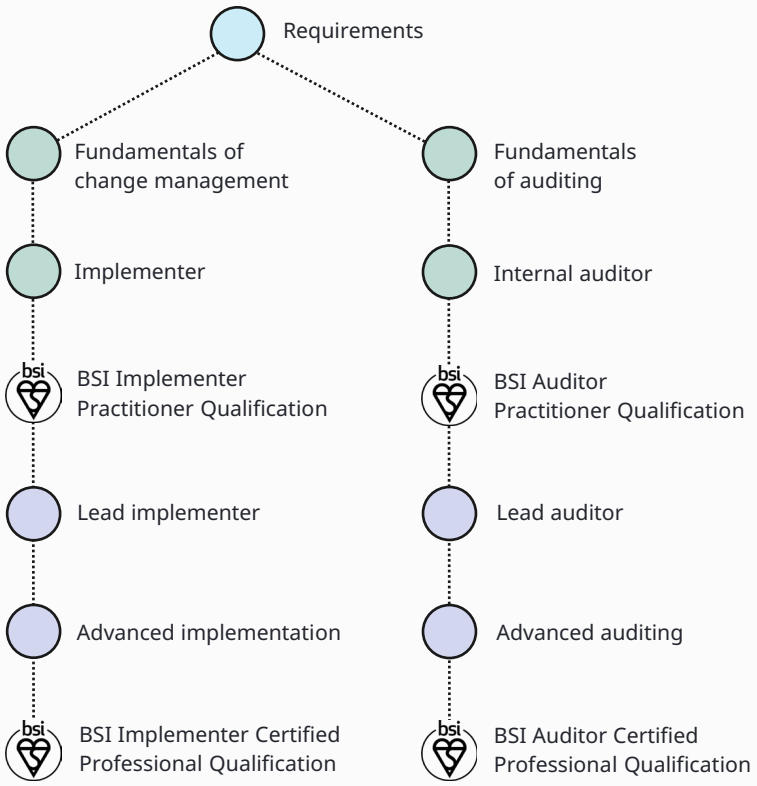 Requirements
Fundamentals of
change management
Fundamentals
of auditing
Implementer
Internal auditor
bsi
BSI Implementer
Practitioner Qualification
bsi
BSI Auditor
Practitioner Qualification
Lead implementer
Lead auditor
Advanced implementation
Advanced auditing
bsi
BSI Implementer Certified
Professional Qualification
bsi
BSI Auditor Certified
Professional Qualification